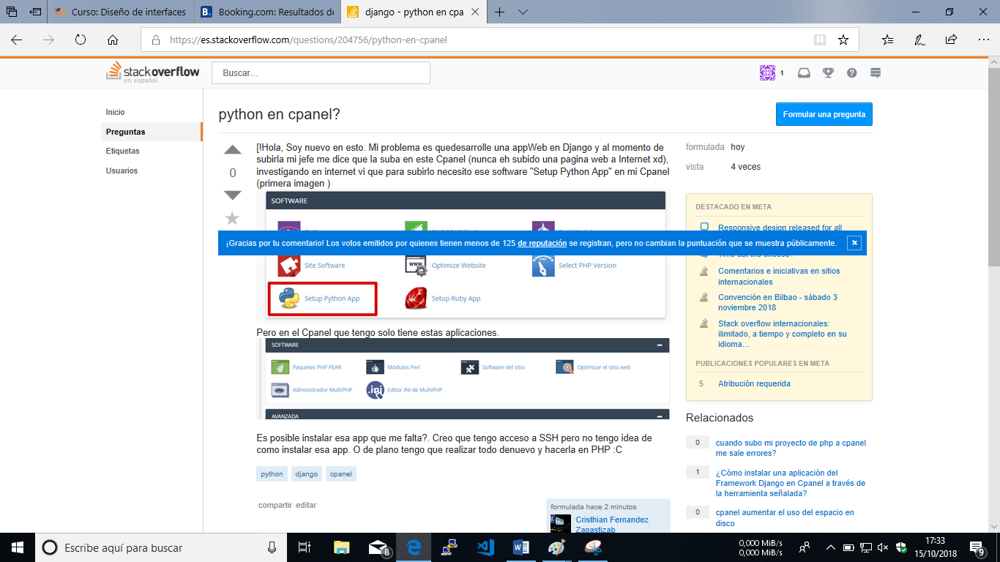 Curso: Diseño de interfaces
Booking.com: Resultados de
django - python en cpa
https://es.stackoverflow.com/questions/204756/python-en-cpanel
stackoverflow
en español
Buscar...
1
Inicio
Preguntas
Etiquetas
Usuarios
python en cpanel?
Formular una pregunta
0
[!Hola, Soy nuevo en esto. Mi problema es quedesarrolle una appWeb en Django y al momento de
subirla mi jefe me dice que la suba en este Cpanel (nunca eh subido una pagina web a Internet xd),
investigando en internet vi que para subirlo necesito ese software "Setup Python App" en mi Cpanel
(primera imagen )
SOFTWARE
¡Gracias por tu comentario! Los votos emitidos por quienes tienen menos de 125 de reputación se registran, pero no cambian la puntuación que se muestra públicamente.
Site Software
Optimize Website
Select PHP Version
Setup Python App
Setup Ruby App
Pero en el Cpanel que tengo solo tiene estas aplicaciones.
SOFTWARE
Paquetes PHP PEAR
Módulos Perl
Software del sitio
Optimizar el sitio web
Administrador MultiPHP
Editor INI de MultiPHP
AVANZADA
Es posible instalar esa app que me falta?. Creo que tengo acceso a SSH pero no tengo idea de
como instalar esa app. O de plano tengo que realizar todo denuevo y hacerla en PHP :C
python
django
cpanel
compartir editar
formulada hace 2 minutos
Cristhian Fernandez
Zagastizab
formulada hoy
vista 4 veces
DESTACADO EN META
Responsive design released for all
Comentarios e iniciativas en sitios
internacionales
Convención en Bilbao - sábado 3
noviembre 2018
Stack overflow internacionales:
ilimitado, a tiempo y completo en su
idioma…
PUBLICACIONES POPULARES EN META
5 Atribución requerida
Relacionados
0 cuando subo mi proyecto de php a cpanel
me sale errores?
1 ¿Cómo instalar una aplicación del
Framework Django en Cpanel a través de
la herramienta señalada?
0 cpanel aumentar el uso del espacio en
disco
Escribe aquí para buscar
8
0,000 MiB/s
0,000 MiB/s
17:33
15/10/2018
9